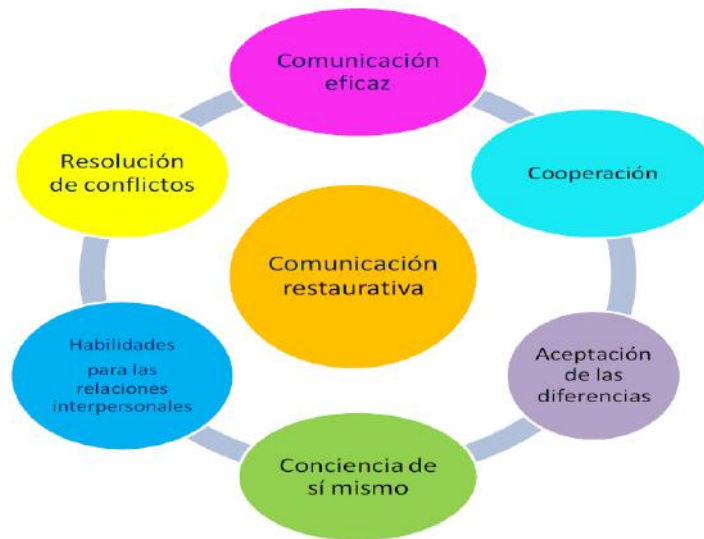 Comunicación
eficaz
Cooperación
Aceptación
de las
diferencias
Conciencia de
sí mismo
Habilidades
para las
relaciones
interpersonales
Resolución
de conflictos
Comunicación
restaurativa